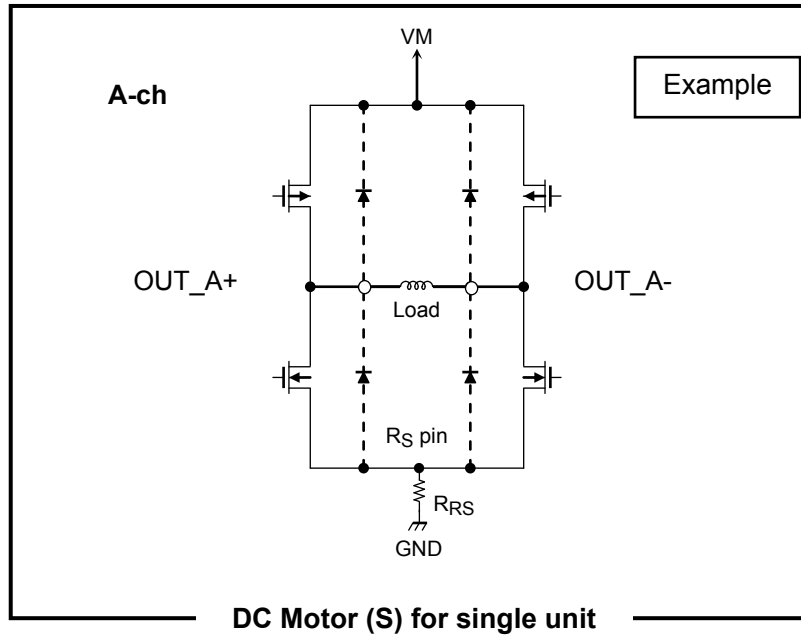 VM
A-ch
Example
OUT_A+
OUT_A-
Load
RS pin
RRS
GND
DC Motor (S) for single unit